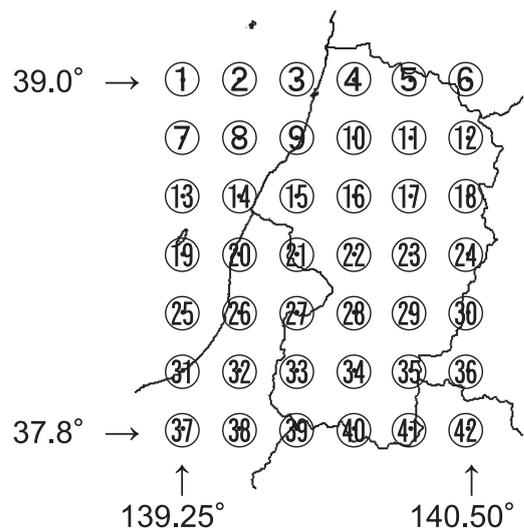 39.0° → ① ② ③ ④ ⑤ ⑥
⑦ ⑧ ⑨ ⑩ ⑪ ⑫
⑬ ⑭ ⑮ ⑯ ⑰ ⑱
⑲ ⑳ ㉑ ㉒ ㉓ ㉔
㉕ ㉖ ㉗ ㉘ ㉙ ㉚
㉛ ㉜ ㉝ ㉞ ㉟ ㊱
37.8° → ㊲ ㊳ ㊴ ㊵ ㊶ ㊷
↑ ↑
139.25° 140.50°